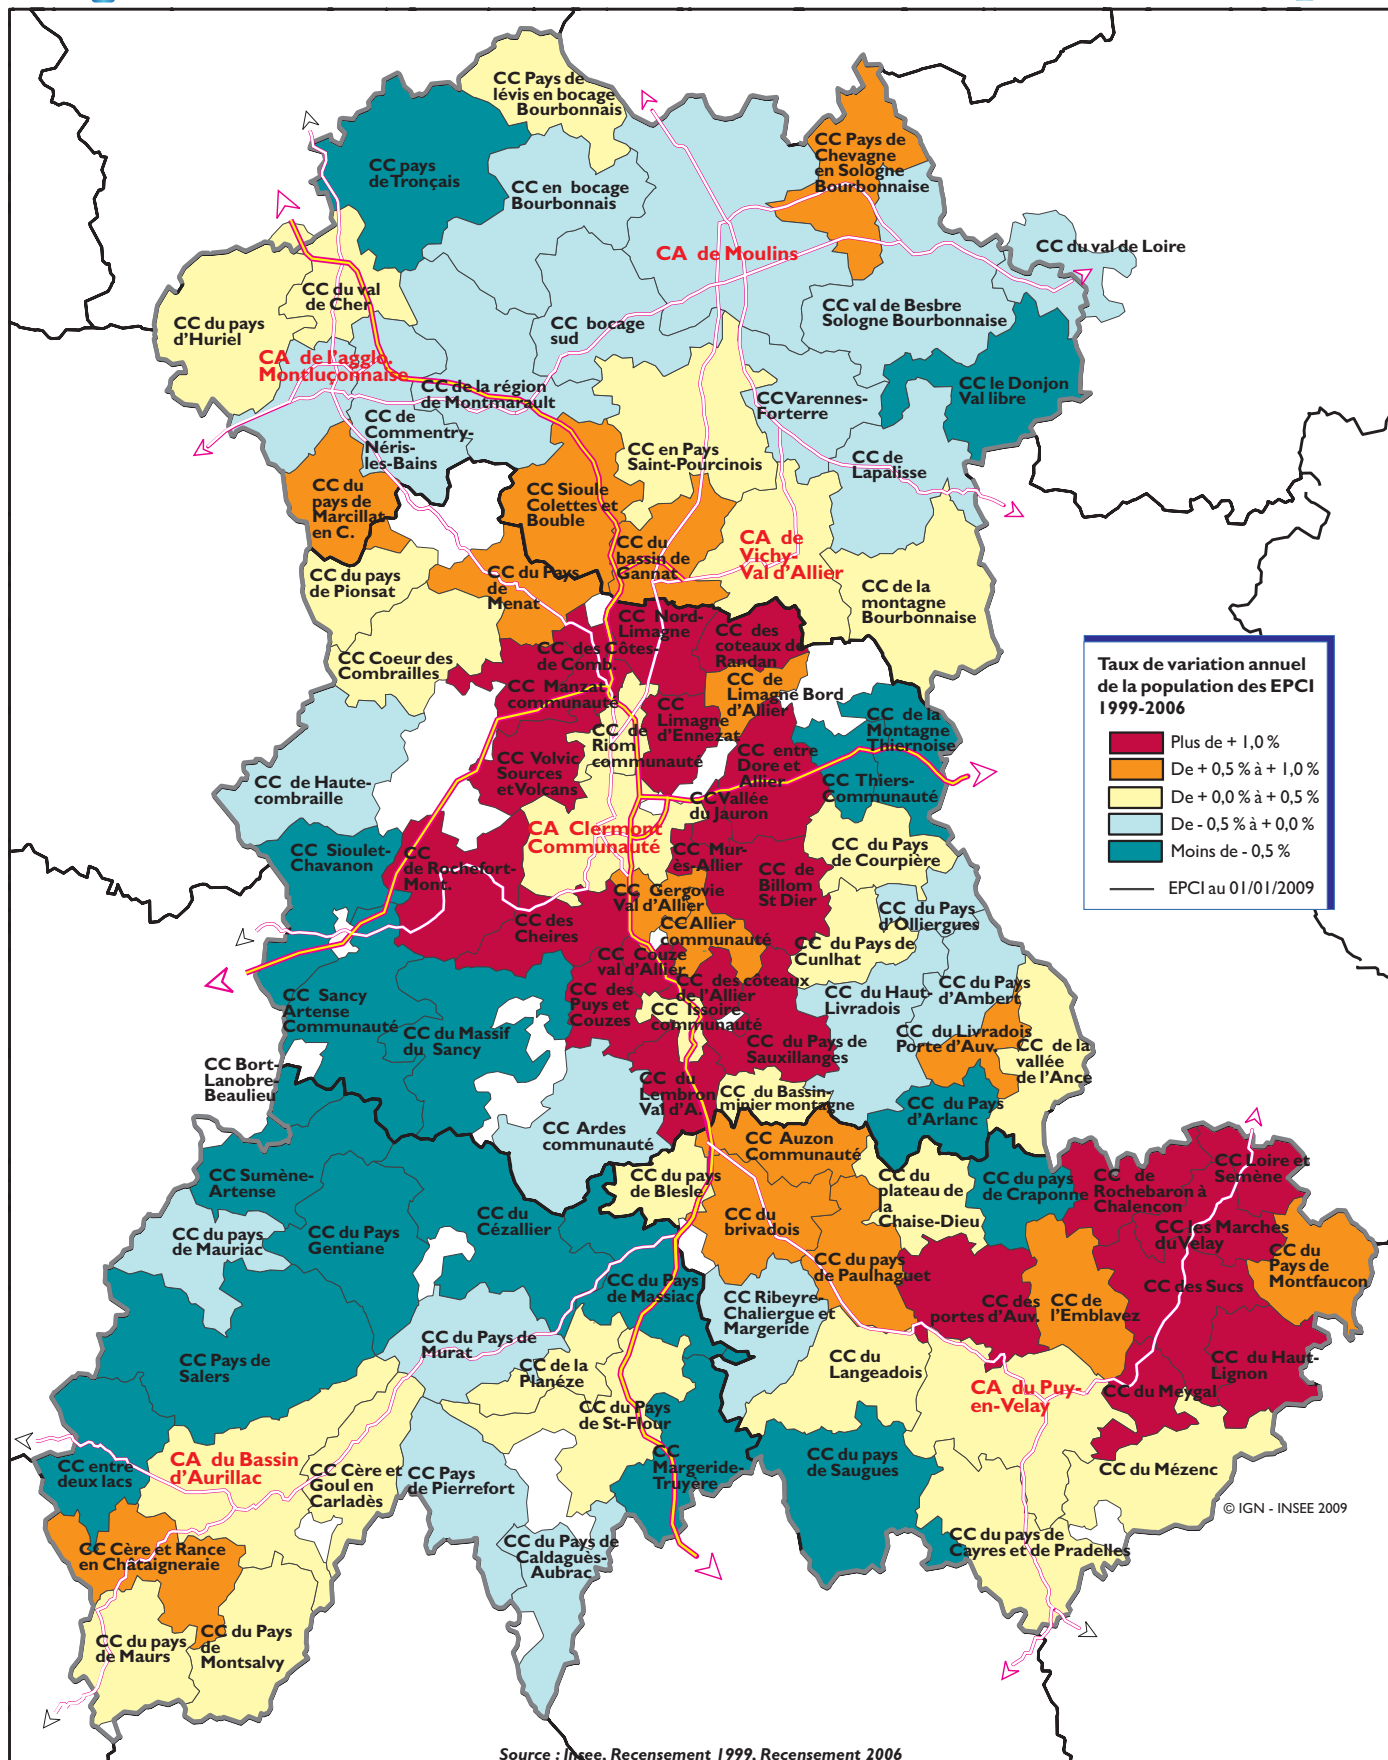 CC Pays de
lévis en bocage
Bourbonnais
CC pays
de Tronçais
CC en bocage
Bourbonnais
CC Pays de
Chevagne
en Sologne
Bourbonnaise
CA de Moulins
CC du val de Loire
CC du val
de Cher
CC du pays
d'Huriel
CC bocage
sud
CC val de Besbre
Sologne Bourbonnaise
CA de l'agglo.
Montluçonnaise
CC de la région
de Montmarault
CC Varennes-
Forterre
CC le Donjon
Val libre
CC de
Commentry-
Néris-
les-Bains
CC en Pays
Saint-Pourcinois
CC de
Lapalisse
CC du
pays de
Marcillat
en C.
CC Sioule
Colettes et
Bouble
CC du
bassin de
Gannat
CA de
Vichy-
Val d'Allier
CC du pays
de Pionsat
CC du Pays
de
Menat
CC de la
montagne
Bourbonnaise
CC Nord-
Limagne
CC des
coteaux de
Randan
CC Coeur des
Combrailles
CC des Côtes-
de Comb.
CC Manzat
communauté
CC de
Limagne Bord
d'Allier
CC
Limagne
d'Ennezat
CC de la
Montagne
Thiernoise
CC de
Riom
communauté
CC Volvic
Sources
et Volcans
CC entre
Dore et
Allier
CC de Haute-
combraille
CC Thiers-
Communauté
CC Vallée
du Jauron
CA Clermont
Communauté
CC Sioulet-
Chavanon
CC
de Rochefort-
Mont.
CC Mur-
ès-Allier
CC du Pays
de Courpière
CC de
Billom
St Dier
CC Gergovie
Val d'Allier
CC des
Cheires
CC Allier
communauté
CC du Pays
d'Olliergues
CC du Pays de
Cunlhat
CC Couze
val d'Allier
CC des côteaux
de l'Allier
CC des
Puys et
Couzes
CC Issoire
communauté
CC du Haut-
Livradois
CC du Pays
d'Ambert
CC Sancy
Artense
Communauté
CC du Massif
du Sancy
CC du Pays de
Sauxillanges
CC du Livradois
Porte d'Auv.
CC de la
vallée
de l'Ance
CC Bort-
Lanobre-
Beaulieu
CC du
Lembron
Val d'A.
CC du Bassin-
minier montagne
CC du Pays
d'Arlanc
CC Ardes
communauté
CC Auzon
Communauté
CC Sumène-
Artense
CC du pays
de Blesle
CC du
plateau de
la
Chaise-Dieu
CC du pays
de Craponne
CC de
Rochebaron à
Chalencon
CC Loire et
Semène
CC du pays
de Mauriac
CC du Pays
Gentiane
CC du
Cézallier
CC du
brivadois
CC les Marches
du Velay
CC du Pays
de Massiac
CC du pays
de Paulhaguet
CC du
Pays de
Montfaucon
CC Ribeyre-
Chaliergue et
Margeride
CC des
portes d'Auv.
CC de
l'Emblavez
CC des Sucs
CC Pays de
Salers
CC du Pays de
Murat
CC de la
Planéze
CC du
Langeadois
CC du Haut-
Lignon
CA du Puy-
en-Velay
CC du Meygal
CC du Pays
de St-Flour
CA du Bassin
d'Aurillac
CC entre
deux lacs
CC Cère et
Goul en
Carladès
CC Pays
de Pierrefort
CC
Margeride-
Truyère
CC du pays
de Saugues
CC du Mézenc
CC Cère et Rance
en Châtaigneraie
CC du Pays de
Caldaguès-
Aubrac
CC du pays de
Cayres et de Pradelles
CC du pays
de Maurs
CC du Pays
de
Montsalvy
Taux de variation annuel
de la population des EPCI
1999-2006
Plus de + 1,0 %
De + 0,5 % à + 1,0 %
De + 0,0 % à + 0,5 %
De - 0,5 % à + 0,0 %
Moins de - 0,5 %
EPCI au 01/01/2009
© IGN - INSEE 2009
Source : Insee, Recensement 1999, Recensement 2006